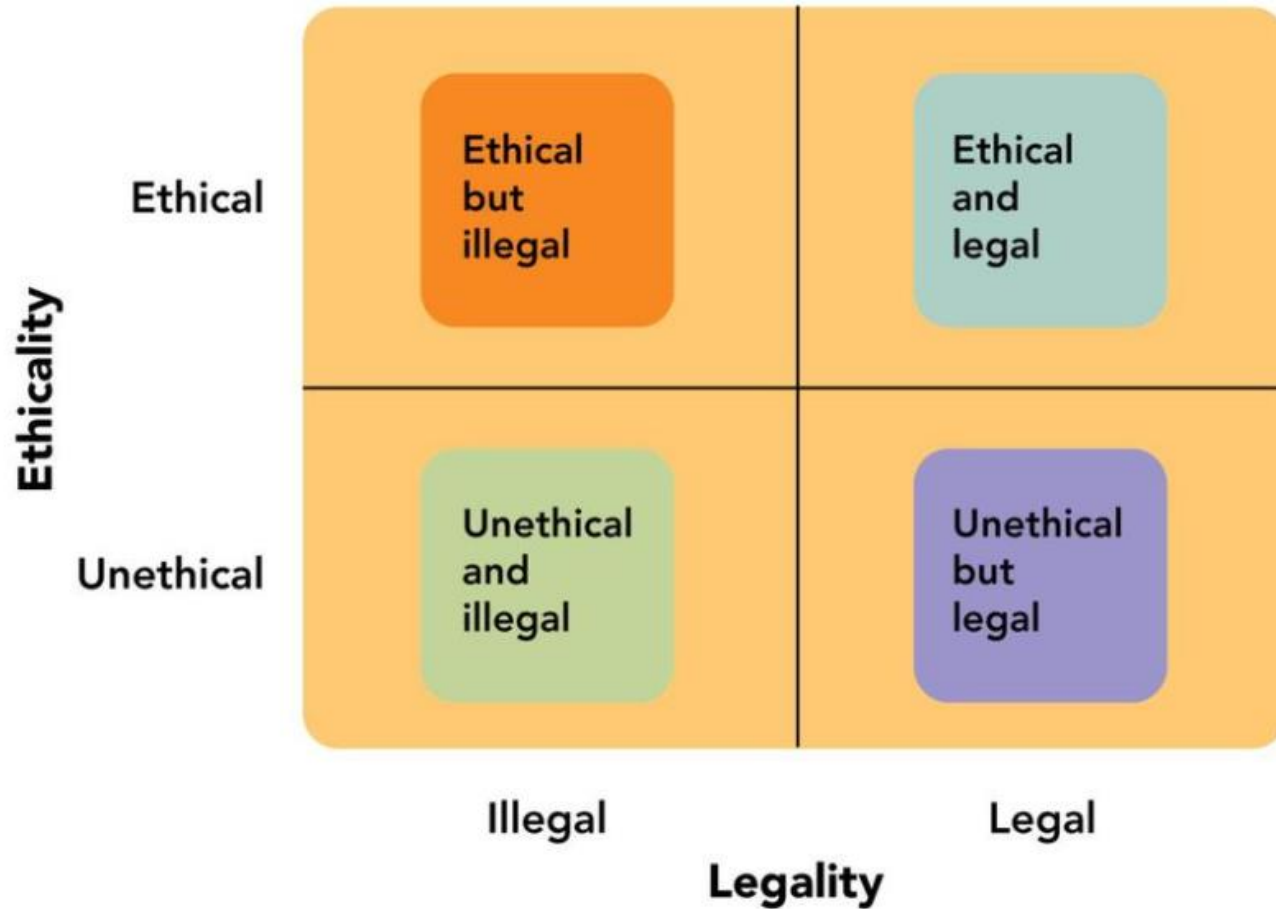 Ethicality
Ethical
Ethical
but
illegal
Ethical
and
legal
Unethical
Unethical
and
illegal
Unethical
but
legal
Illegal
Legal
Legality